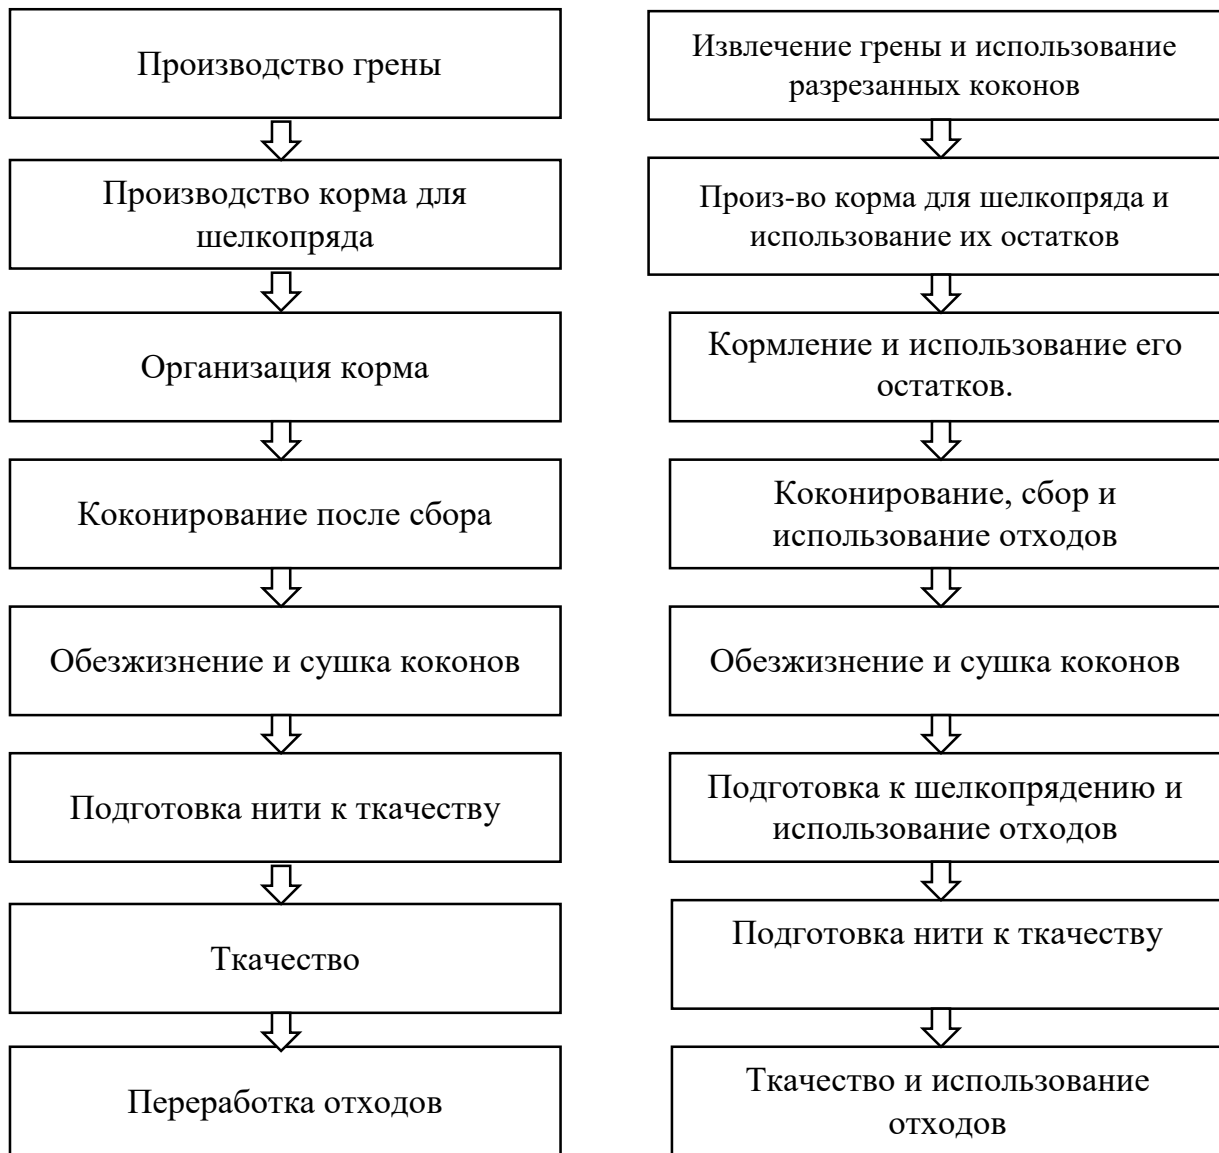 Производство грены
Производство корма для
шелкопряда
Организация корма
Коконирование после сбора
Обезжизнение и сушка коконов
Подготовка нити к ткачеству
Ткачество
Переработка отходов
Извлечение грены и использование
разрезанных коконов
Произ-во корма для шелкопряда и
использование их остатков
Кормление и использование его
остатков.
Коконирование, сбор и
использование отходов
Обезжизнение и сушка коконов
Подготовка к шелкопрядению и
использование отходов
Подготовка нити к ткачеству
Ткачество и использование
отходов